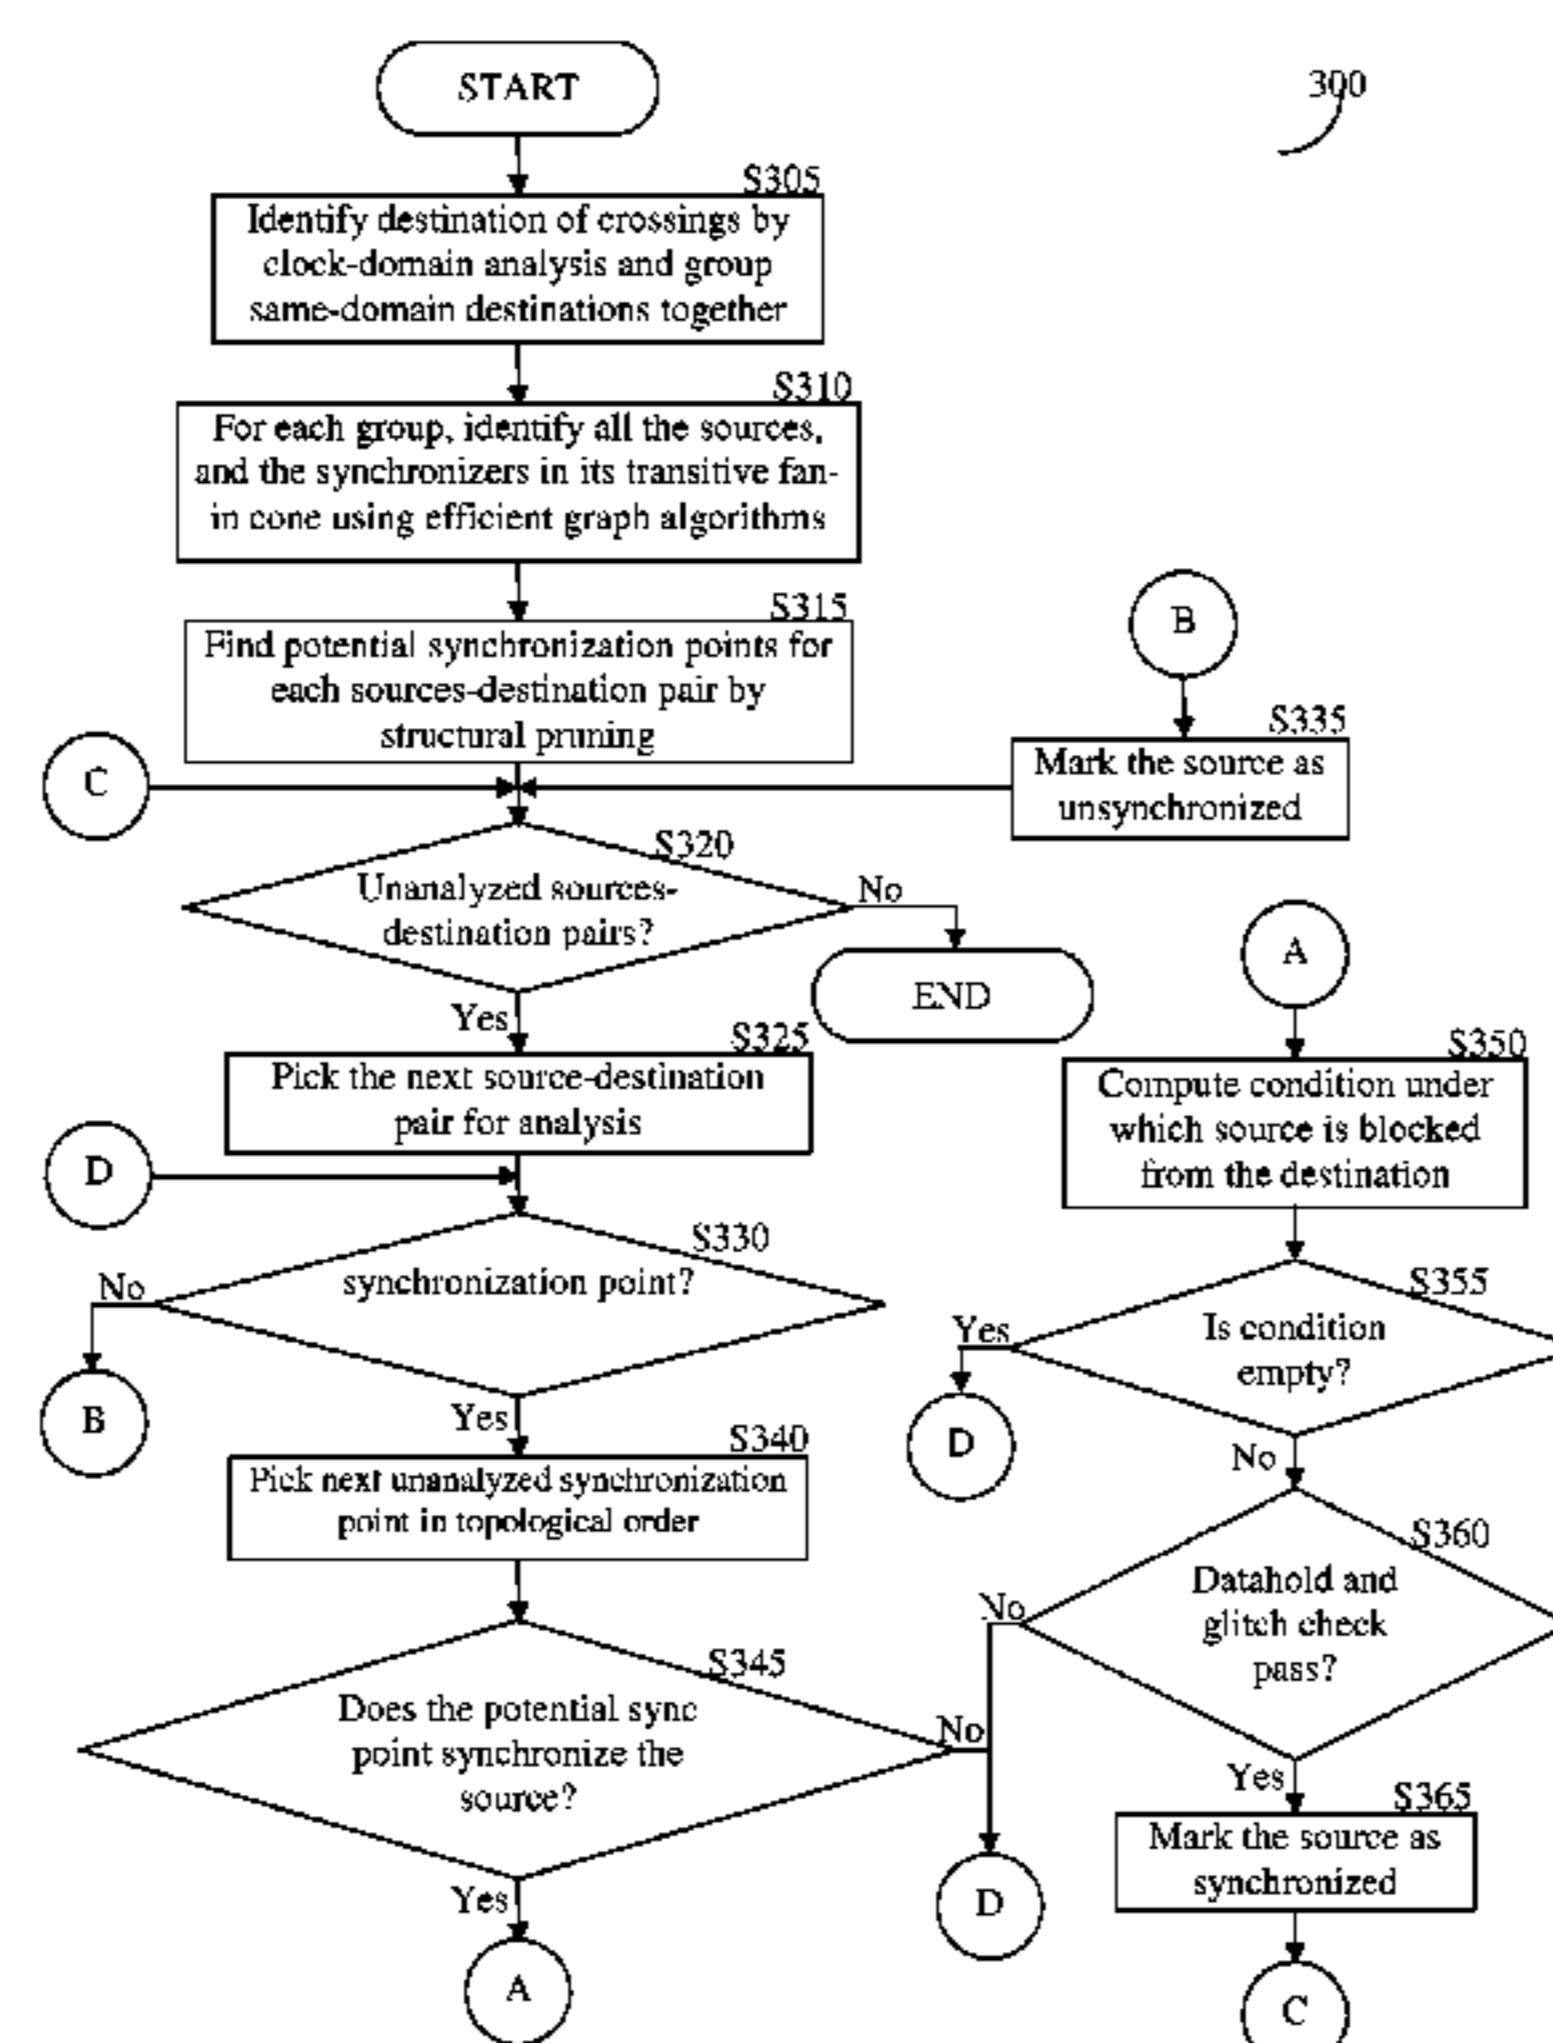 START
300
S305
Identify destination of crossings by
clock-domain analysis and group
same-domain destinations together
S310
For each group, identify all the sources,
and the synchronizers in its transitive fan-
in cone using efficient graph algorithms
S315
Find potential synchronization points for
each sources-destination pair by
structural pruning
B
S335
Mark the source as
unsynchronized
C
S320
Unanalyzed sources-
destination pairs?
No
END
Yes
S325
Pick the next source-destination
pair for analysis
D
S330
synchronization point?
No
B
Yes
S340
Pick next unanalyzed synchronization
point in topological order
S345
Does the potential sync
point synchronize the
source?
No
D
Yes
A
A
S350
Compute condition under
which source is blocked
from the destination
S355
Is condition
empty?
Yes
D
No
S360
Datahold and
glitch check
pass?
No
Yes
S365
Mark the source as
synchronized
C